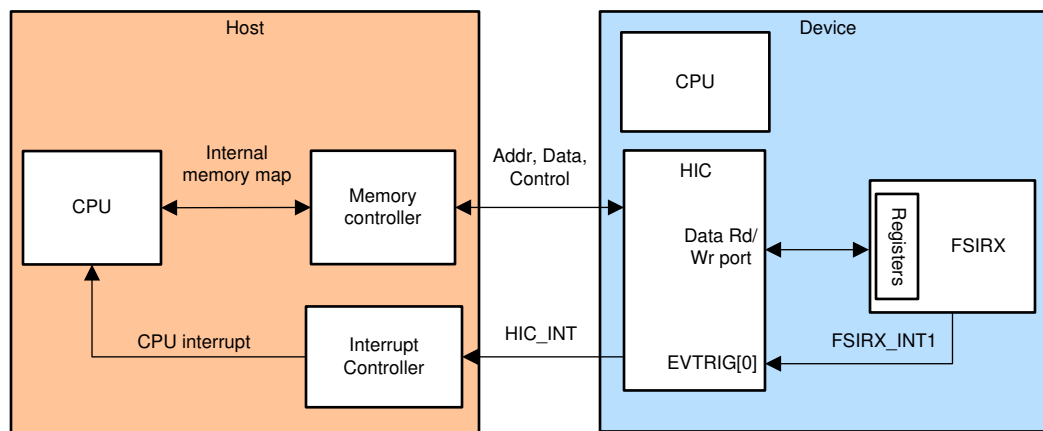 Host
Device
CPU
Internal
memory map
Addr, Data,
Control
HIC
CPU
Memory
controller
Registers
FSIRX
Data Rd/
Wr port
CPU interrupt
Interrupt
Controller
HIC_INT
EVTRIG[0]
FSIRX_INT1